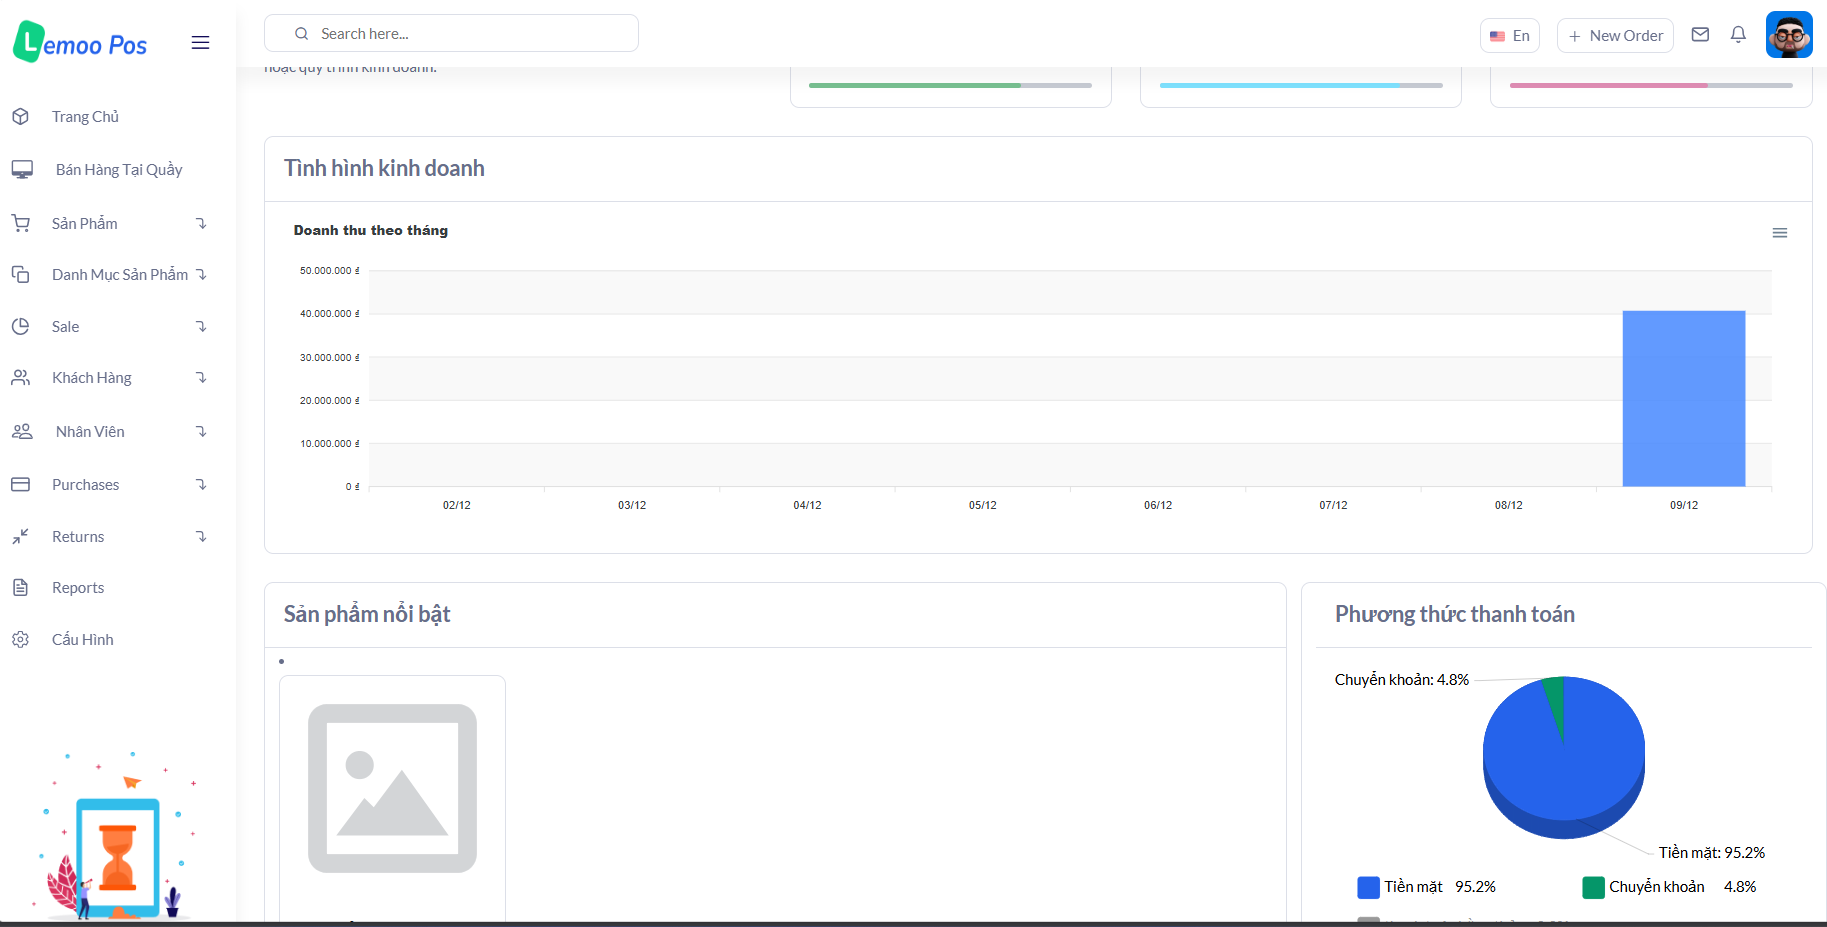 Lemoo Pos
Search here...
En
New Order
hoặc quy trình kinh doanh.
Trang Chủ
Bán Hàng Tại Quầy
Sản Phẩm
Danh Mục Sản Phẩm
Sale
Khách Hàng
Nhân Viên
Purchases
Returns
Reports
Cấu Hình
Tình hình kinh doanh
Doanh thu theo tháng
50.000.000 ₫
40.000.000 ₫
30.000.000 ₫
20.000.000 ₫
10.000.000 ₫
0 ₫
02/12 03/12 04/12 05/12 06/12 07/12 08/12 09/12
Sản phẩm nổi bật
Phương thức thanh toán
Chuyển khoản: 4.8%
Tiền mặt: 95.2%
Tiền mặt 95.2%
Chuyển khoản 4.8%